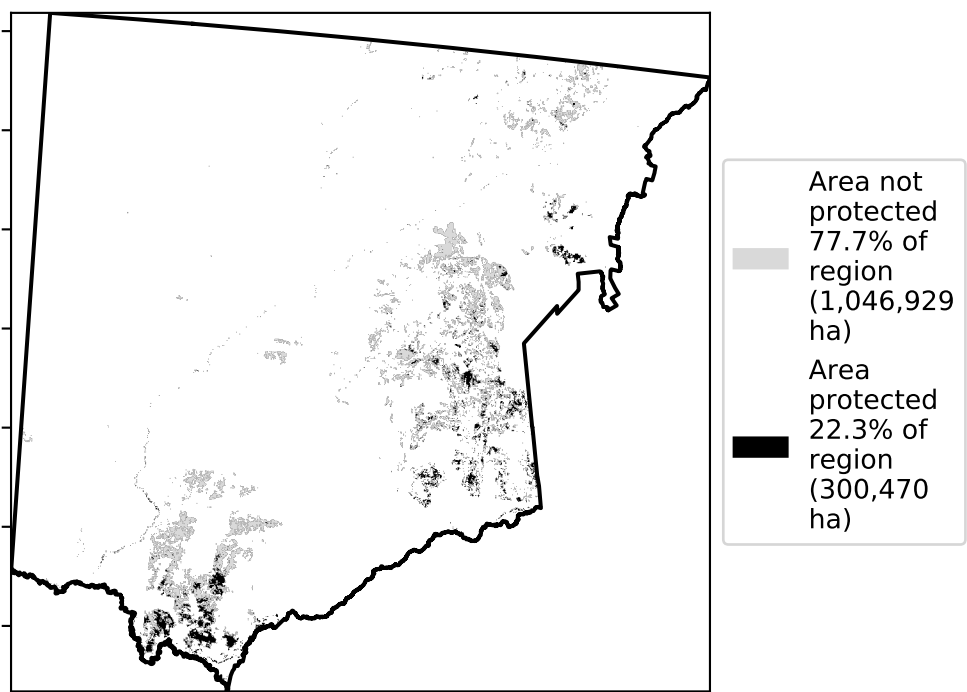 Area not
protected
77.7% of
region
(1,046,929
ha)
Area
protected
22.3% of
region
(300,470
ha)